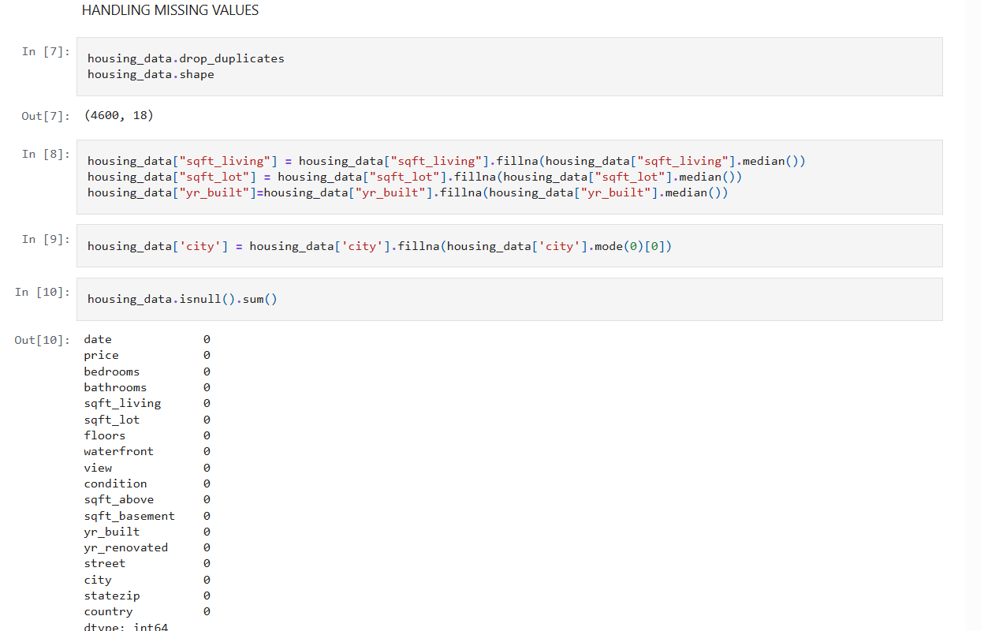 HANDLING MISSING VALUES
In [7]:
housing_data.drop_duplicates
housing_data.shape
Out[7]: (4600, 18)
In [8]:
housing_data["sqft_living"] = housing_data["sqft_living"].fillna(housing_data["sqft_living"].median())
housing_data["sqft_lot"] = housing_data["sqft_lot"].fillna(housing_data["sqft_lot"].median())
housing_data["yr_built"]=housing_data["yr_built"].fillna(housing_data["yr_built"].median())
In [9]:
housing_data['city'] = housing_data['city'].fillna(housing_data['city'].mode(0)[0])
In [10]:
housing_data.isnull().sum()
Out[10]: date 0
price 0
bedrooms 0
bathrooms 0
sqft_living 0
sqft_lot 0
floors 0
waterfront 0
view 0
condition 0
sqft_above 0
sqft_basement 0
yr_built 0
yr_renovated 0
street 0
city 0
statezip 0
country 0
dtype: int64